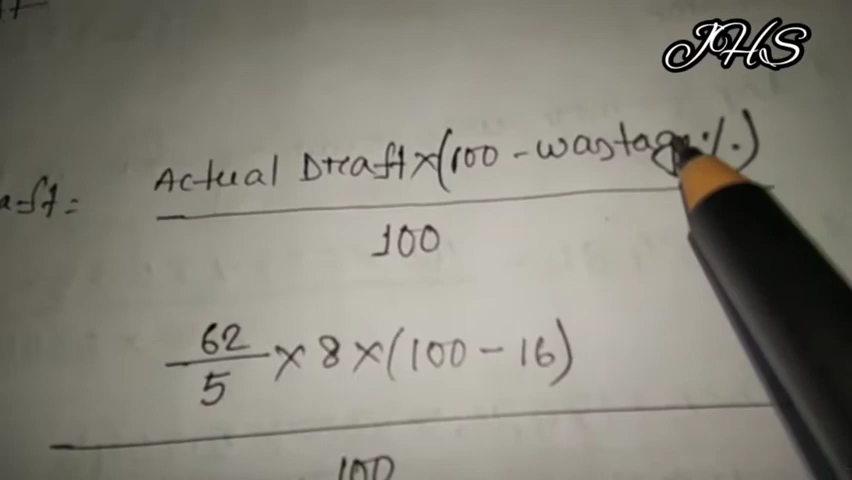 JHS
Actual Draft × (100 - wastage %)
aft =
100
62
5
× 8 × (100 - 16)
100